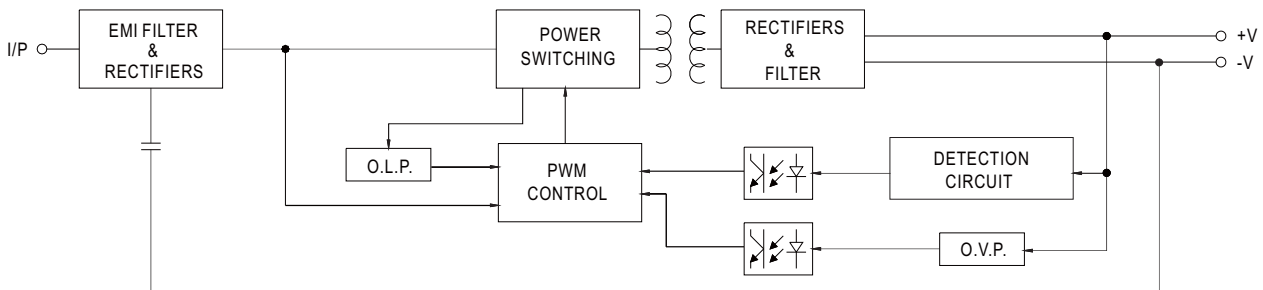 I/P
EMI FILTER
&
RECTIFIERS
POWER
SWITCHING
RECTIFIERS
&
FILTER
+V
-V
O.L.P.
PWM
CONTROL
DETECTION
CIRCUIT
O.V.P.